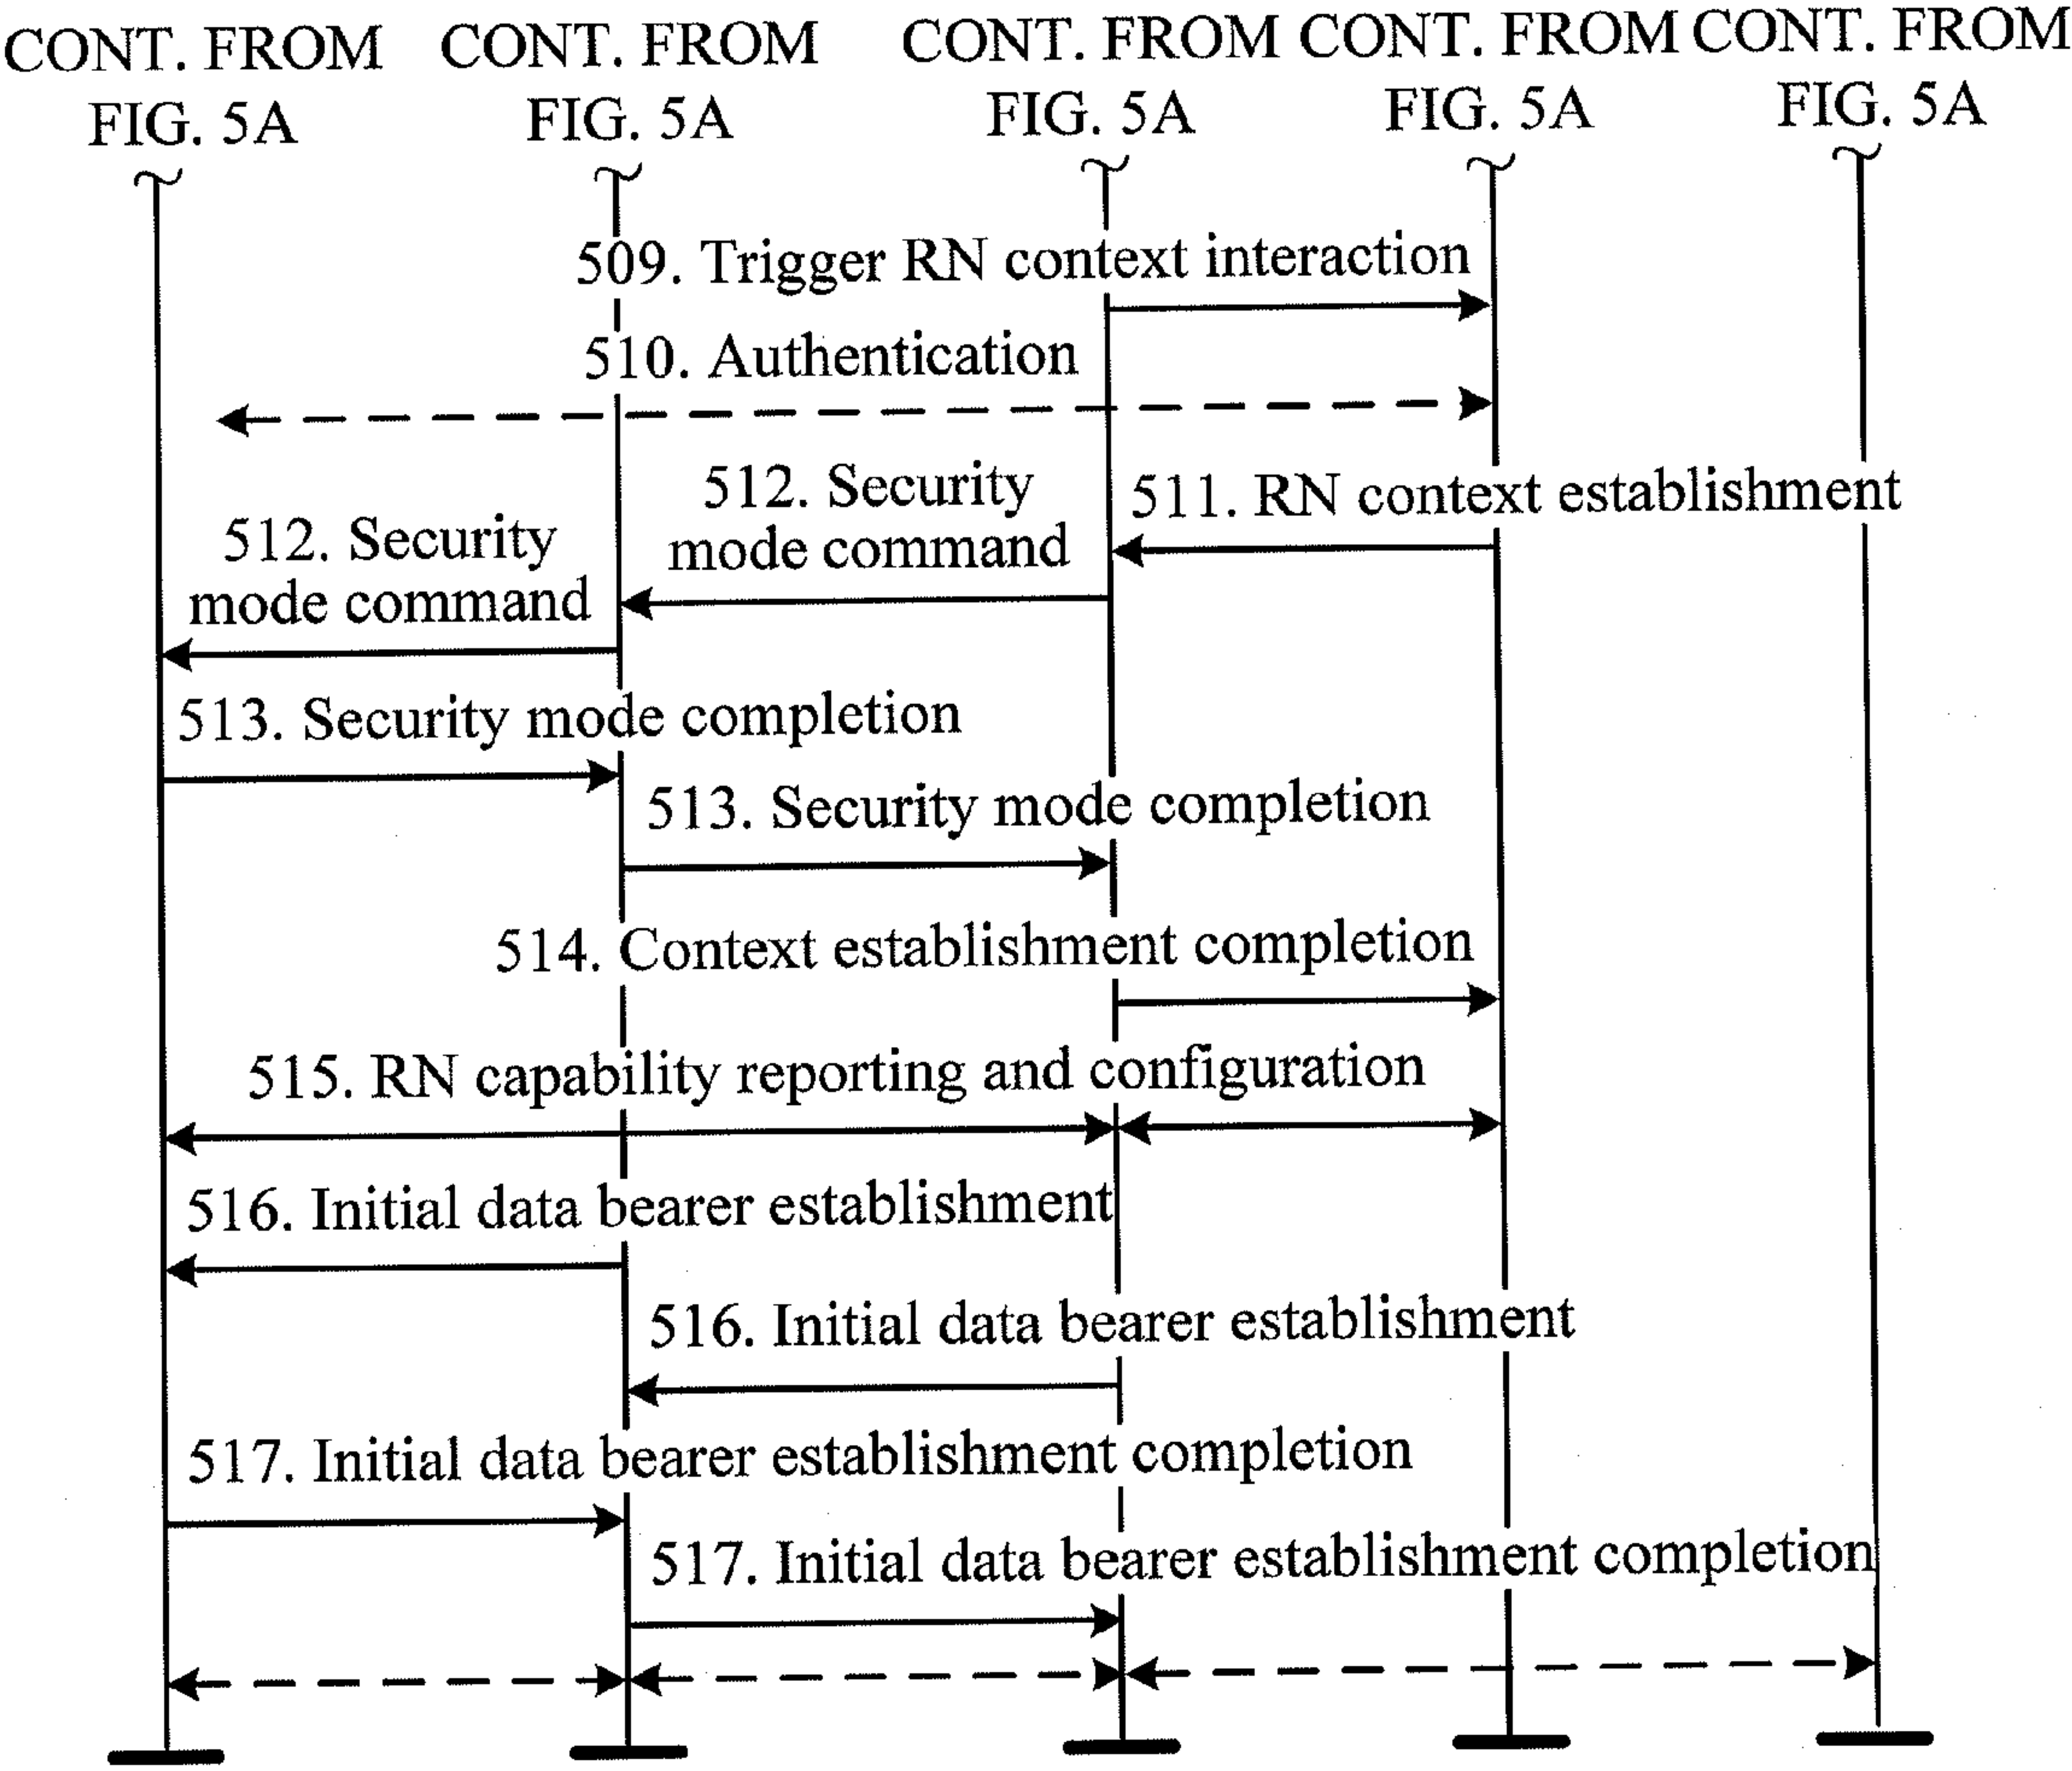 CONT. FROM
FIG. 5A
CONT. FROM
FIG. 5A
CONT. FROM
FIG. 5A
CONT. FROM
FIG. 5A
CONT. FROM
FIG. 5A
509. Trigger RN context interaction
510. Authentication
511. RN context establishment
512. Security
mode command
512. Security
mode command
513. Security mode completion
513. Security mode completion
514. Context establishment completion
515. RN capability reporting and configuration
516. Initial data bearer establishment
516. Initial data bearer establishment
517. Initial data bearer establishment completion
517. Initial data bearer establishment completion